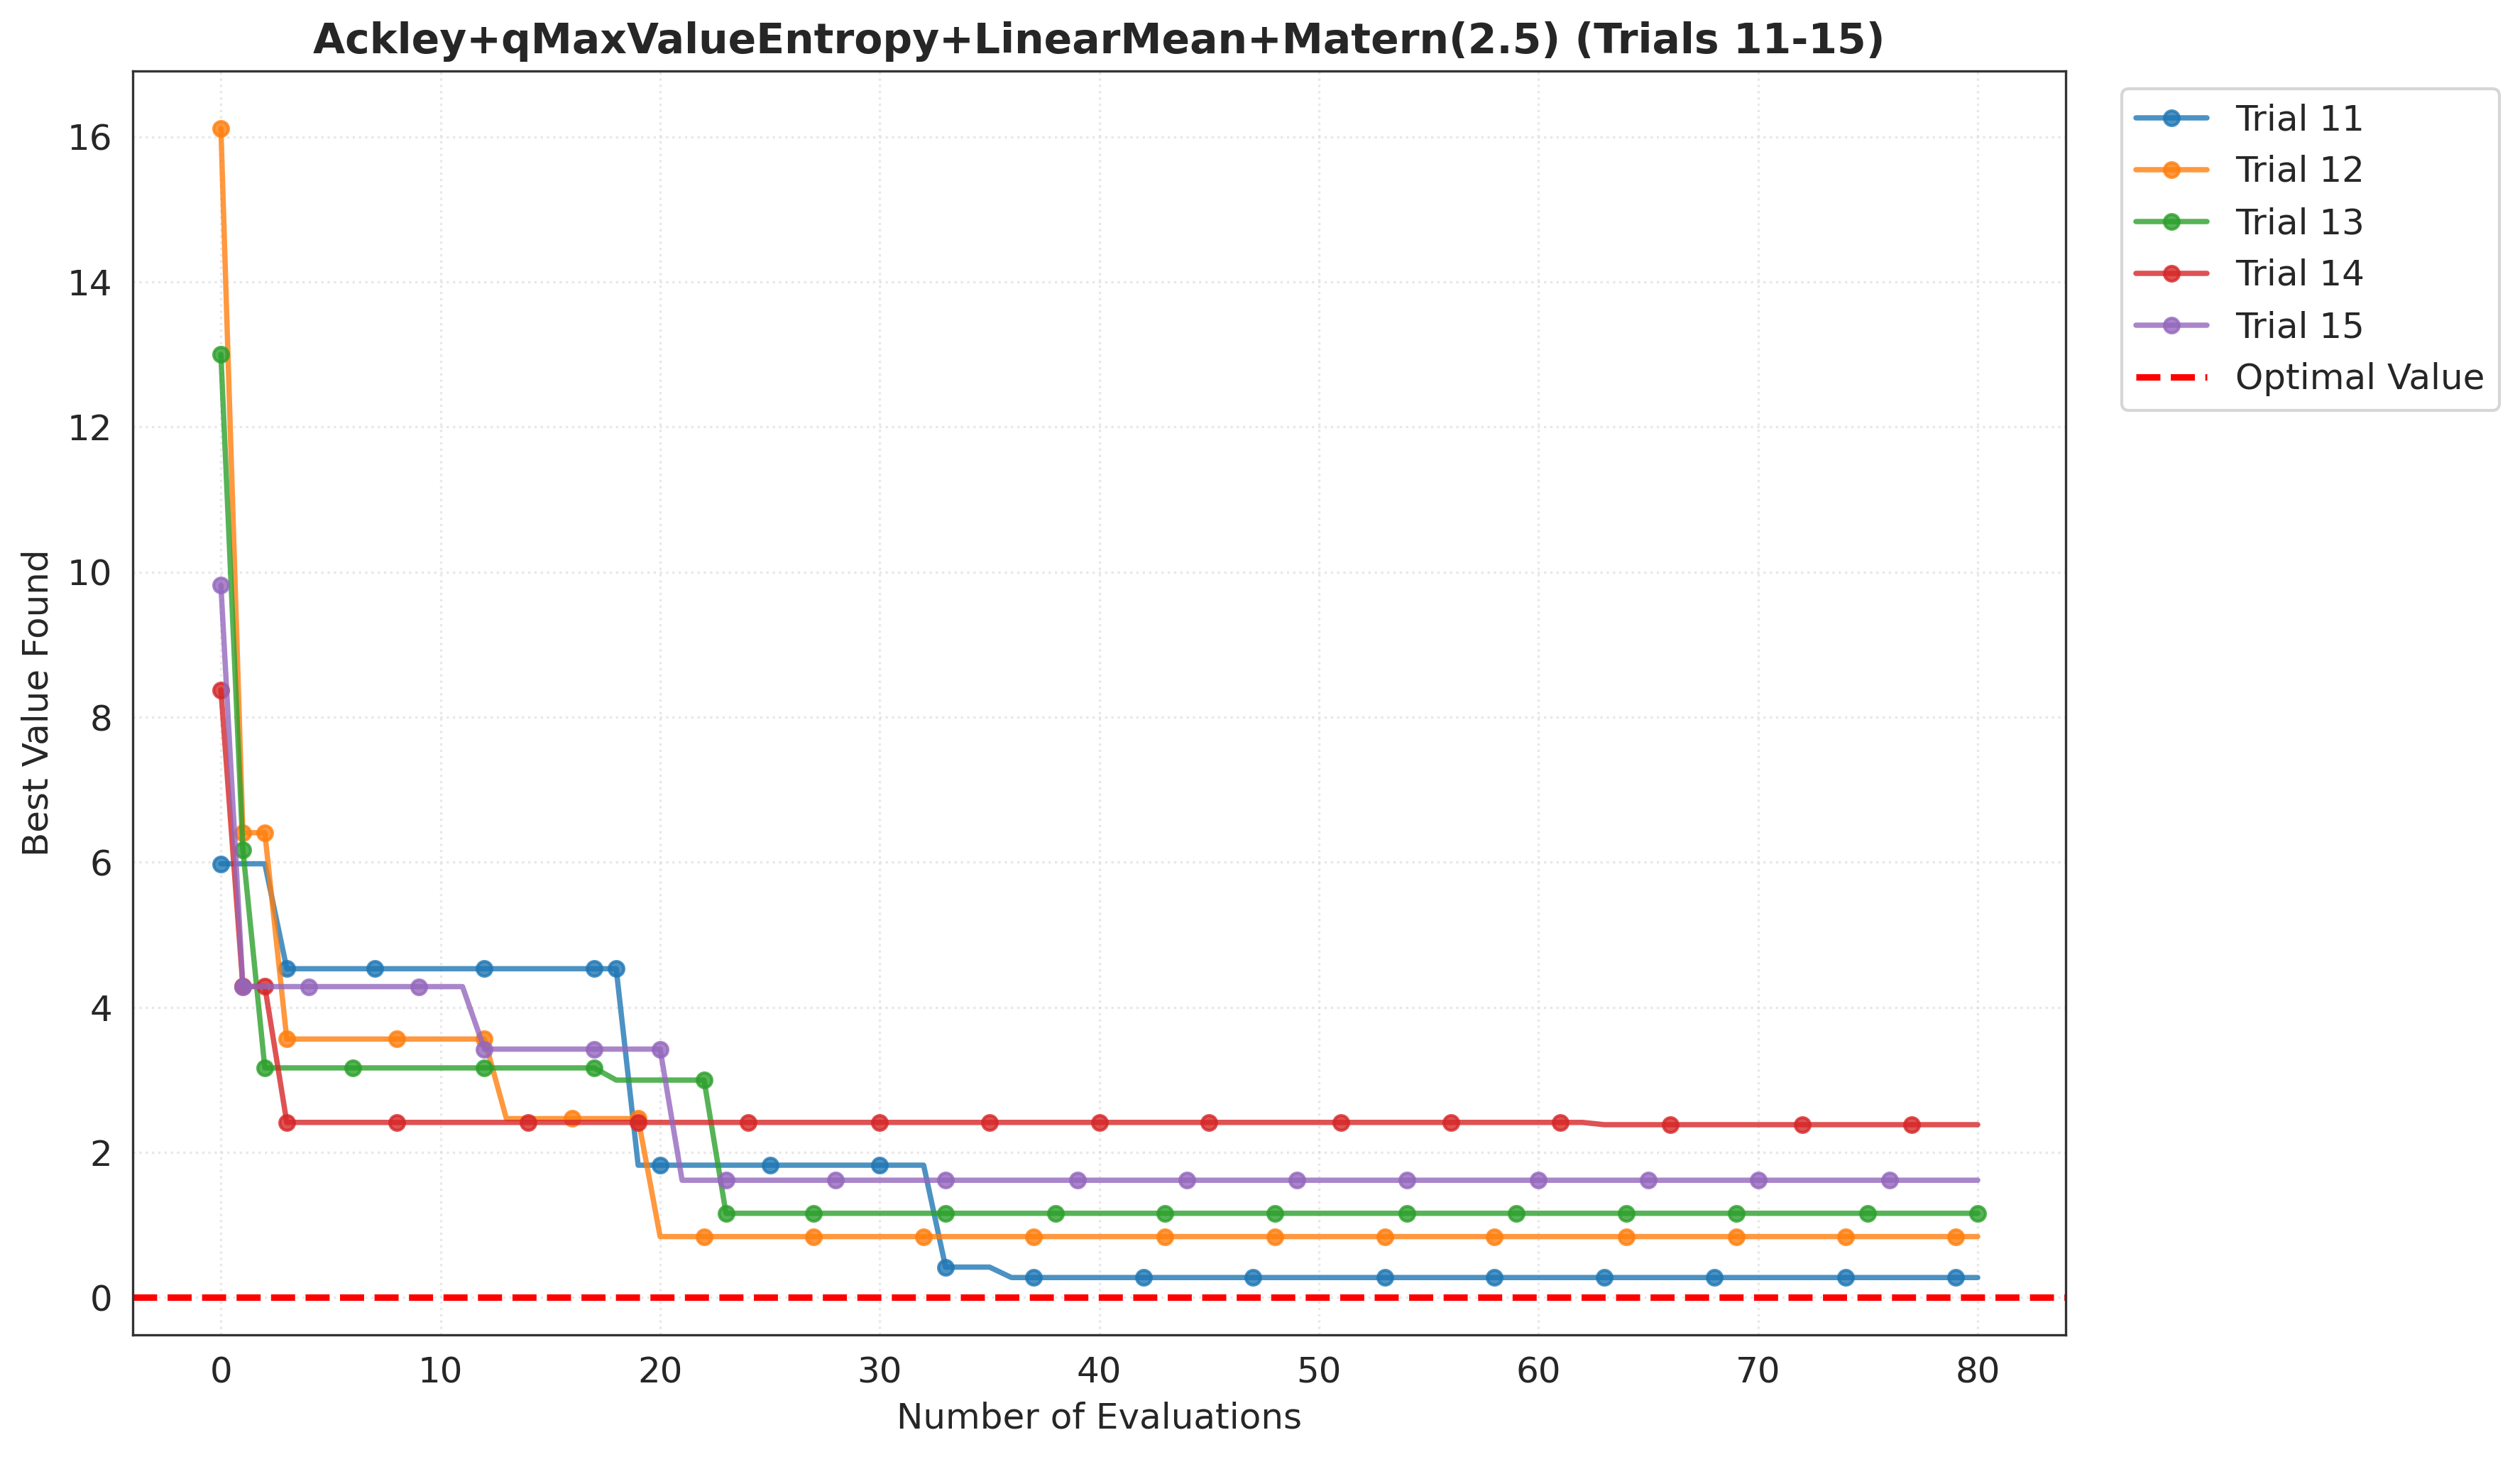 Ackley+qMaxValueEntropy+LinearMean+Matern(2.5) (Trials 11-15)
Best Value Found
16
14
12
10
8
6
4
2
0
0 10 20 30 40 50 60 70 80
Number of Evaluations
Trial 11
Trial 12
Trial 13
Trial 14
Trial 15
Optimal Value